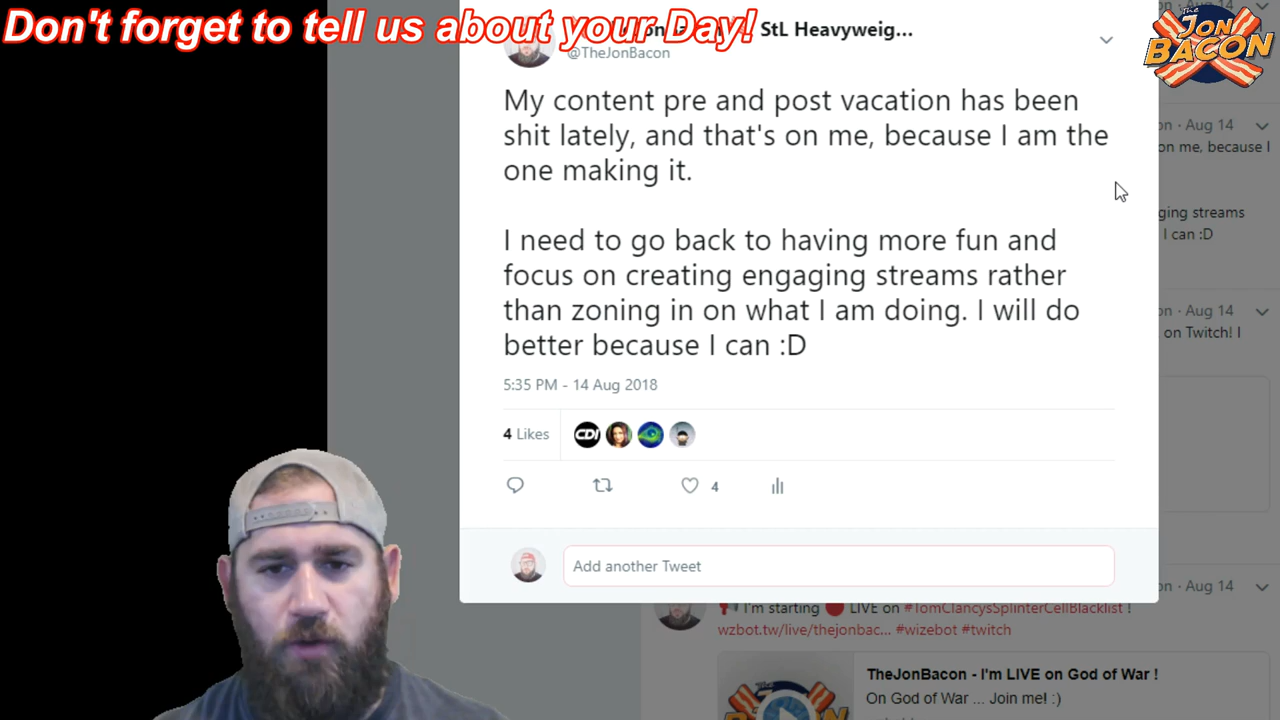 Don't forget to tell us about your Day!
StL Heavyweig...
The
JON
BACON
@TheJonBacon
My content pre and post vacation has been
shit lately, and that's on me, because I am the
one making it.
I need to go back to having more fun and
focus on creating engaging streams rather
than zoning in on what I am doing. I will do
better because I can :D
5:35 PM - 14 Aug 2018
4 Likes
CDI
4
Add another Tweet
Aug 14
on · Aug 14
on me, because I
ging streams
I can :D
on · Aug 14
on Twitch! I
on · Aug 14
I'm starting LIVE on #TomClancysSplinterCellBlacklist !
wzbot.tw/live/thejonbac... #wizebot #twitch
TheJonBacon - I'm LIVE on God of War !
On God of War ... Join me! :)